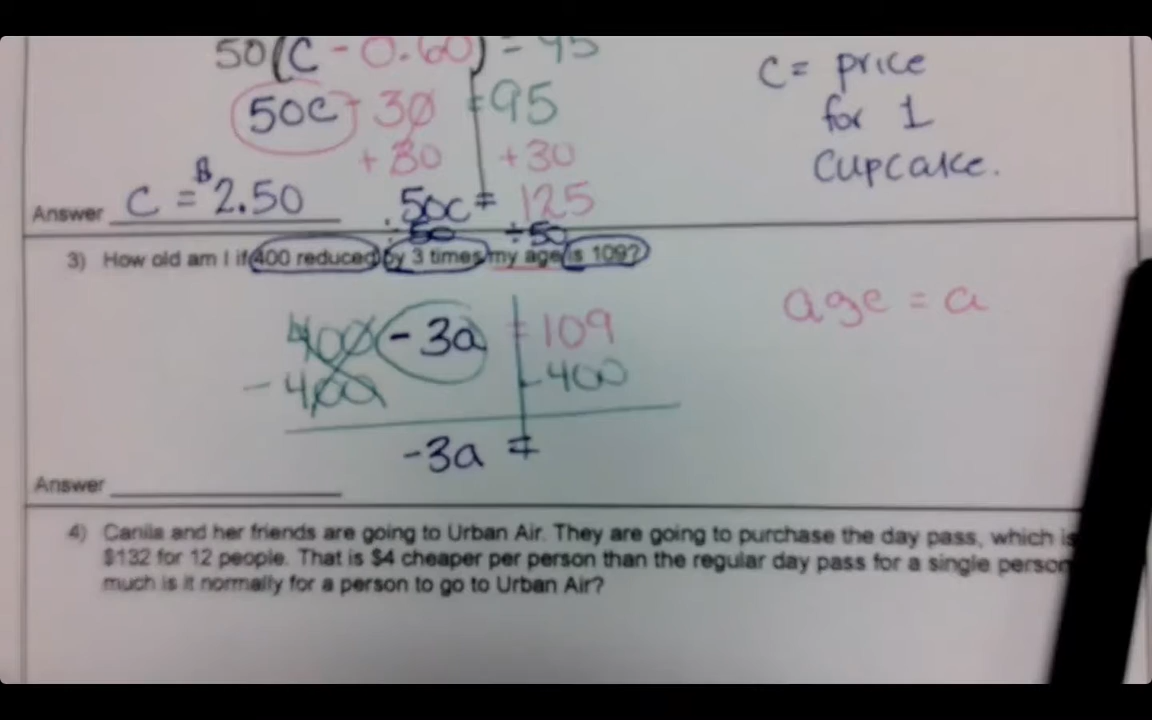 50(C - 0.60) = 95
50c - 30 = 95
+ 30 + 30
50c = 125
÷ 50 ÷ 50
C = price
for 1
cupcake.
Answer C = $2.50
3) How old am I if 400 reduced by 3 times my age is 109?
400 - 3a = 109
- 400 - 400
-3a =
age = a
Answer
4) Camila and her friends are going to Urban Air. They are going to purchase the day pass, which is
$132 for 12 people. That is $4 cheaper per person than the regular day pass for a single person
much is it normally for a person to go to Urban Air?